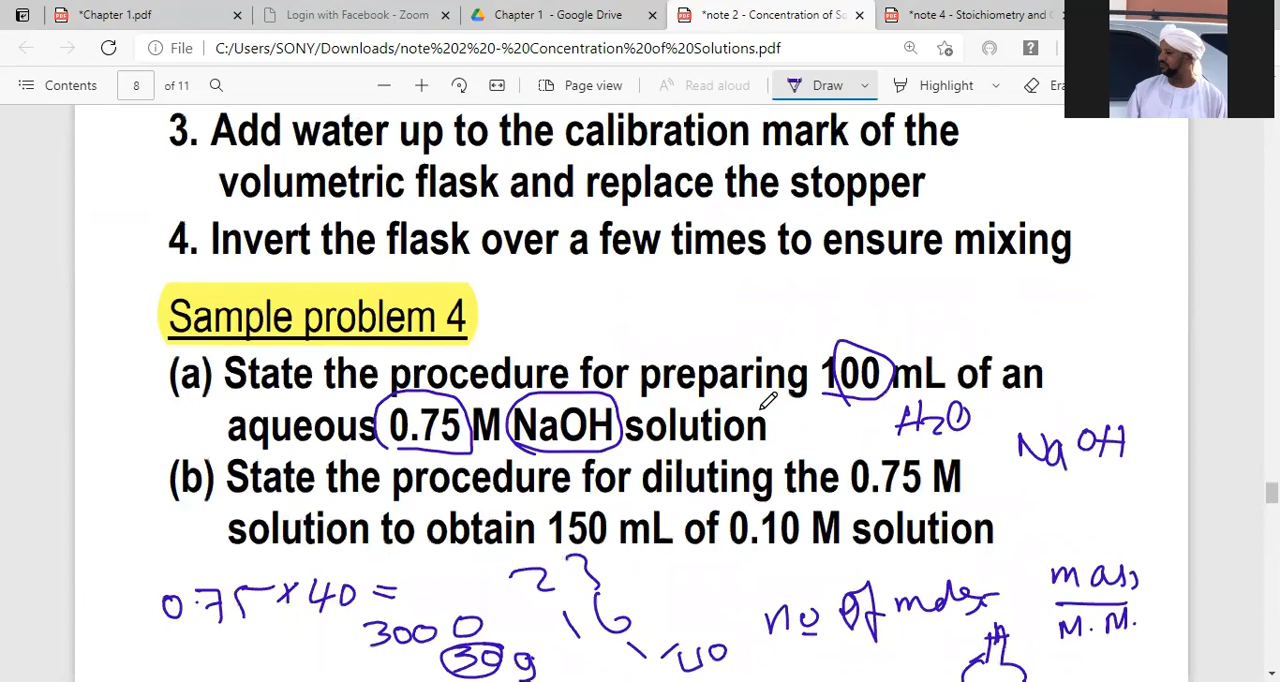 *Chapter 1.pdf
Login with Facebook - Zoom
Chapter 1 - Google Drive
*note 2 - Concentration of S
*note 4 - Stoichiometry and
File
C:/Users/SONY/Downloads/note%202%20-%20Concentration%20of%20Solutions.pdf
Contents
8
of 11
Page view
Read aloud
Draw
Highlight
Era
3. Add water up to the calibration mark of the
volumetric flask and replace the stopper
4. Invert the flask over a few times to ensure mixing
Sample problem 4
(a) State the procedure for preparing 100 mL of an
aqueous 0.75 M NaOH solution
H2O
NaOH
(b) State the procedure for diluting the 0.75 M
solution to obtain 150 mL of 0.10 M solution
0.75 × 40 =
3000
30 g
23
16
1
40
no of moles
mass
M.M.